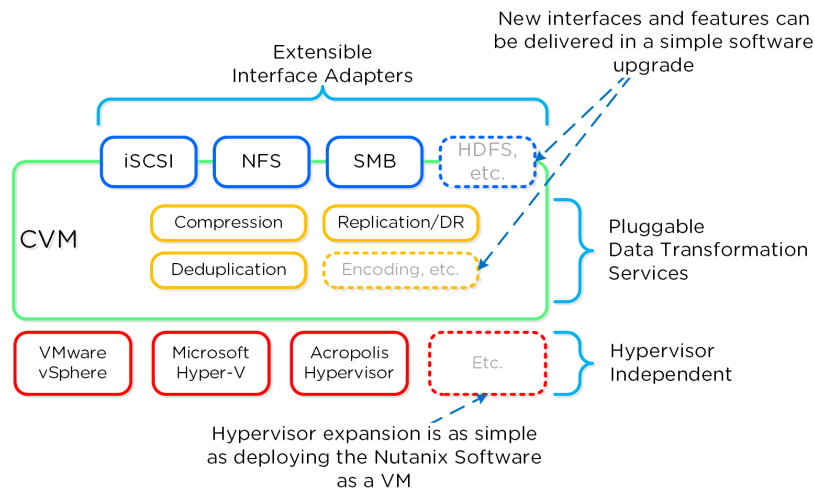 New interfaces and features can
be delivered in a simple software
upgrade
Extensible
Interface Adapters
iSCSI
NFS
SMB
HDFS,
etc.
CVM
Compression
Replication/DR
Deduplication
Encoding, etc.
Pluggable
Data Transformation
Services
VMware
vSphere
Microsoft
Hyper-V
Acropolis
Hypervisor
Etc.
Hypervisor
Independent
Hypervisor expansion is as simple
as deploying the Nutanix Software
as a VM